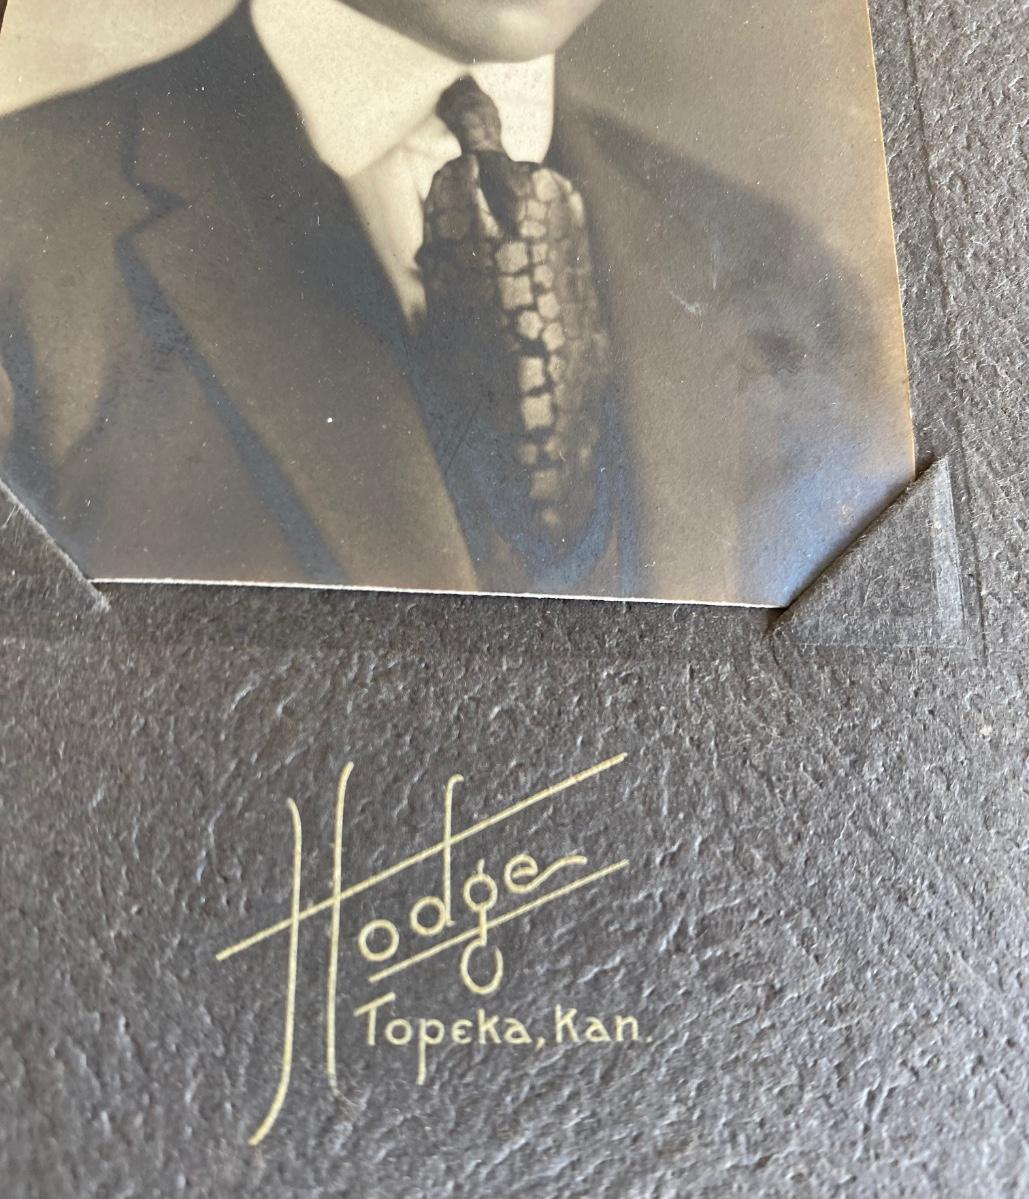 Hodge
Topeka, Kan.